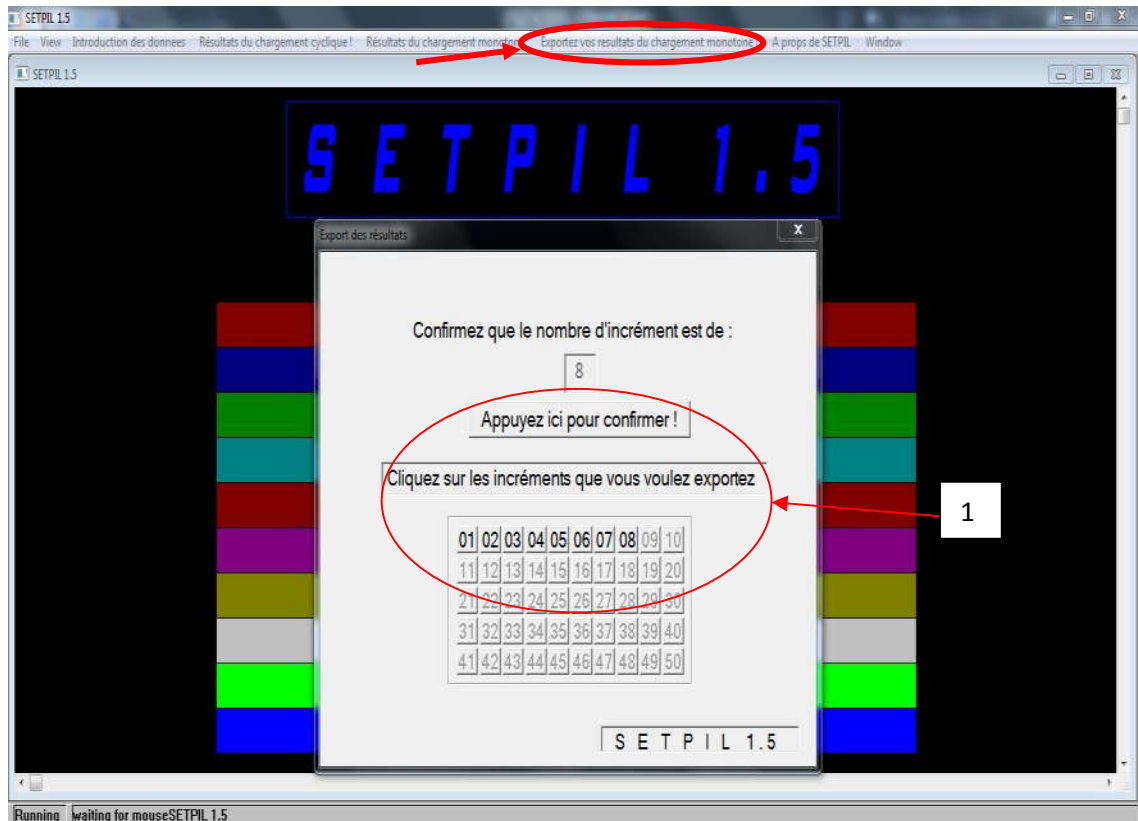 SETPIL 1.5
File View Introduction des donnees Résultats du chargement cyclique! Résultats du chargement monotone Exportez vos resultats du chargement monotone A propos de SETPIL Window
SETPIL 1.5
S E T P I L 1 . 5
Export des résultats
Confirmez que le nombre d'incrément est de :
8
Appuyez ici pour confirmer !
Cliquez sur les incréments que vous voulez exportez
1
01 02 03 04 05 06 07 08 09 10
11 12 13 14 15 16 17 18 19 20
21 22 23 24 25 26 27 28 29 30
31 32 33 34 35 36 37 38 39 40
41 42 43 44 45 46 47 48 49 50
S E T P I L 1.5
Running waiting for mouseSETPIL 1.5